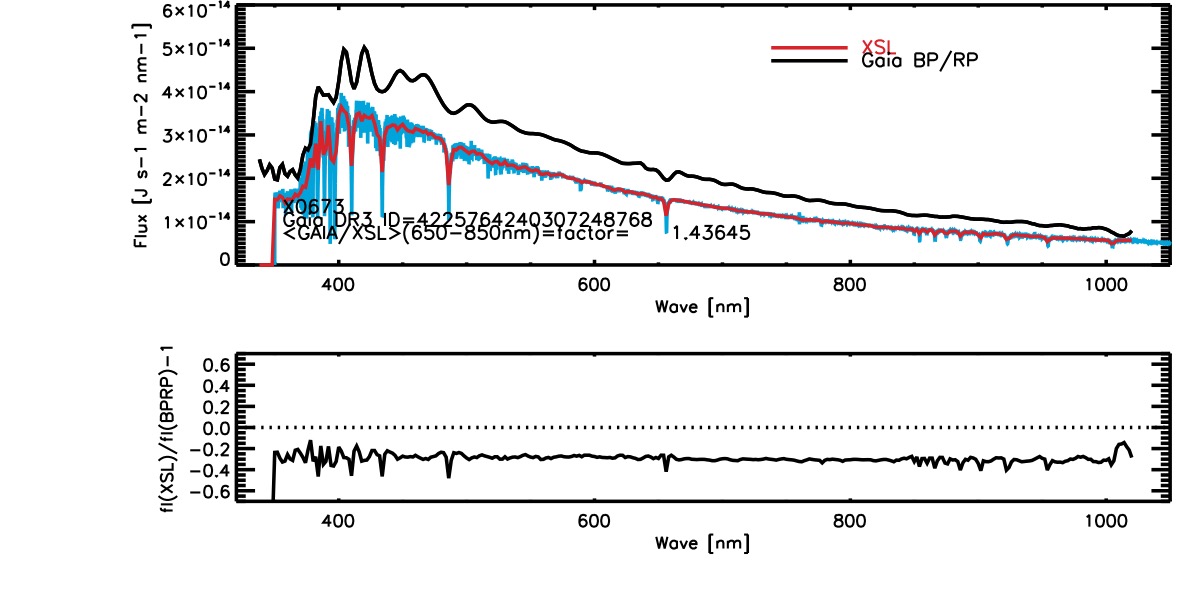 6×10−14
5×10−14
4×10−14
3×10−14
2×10−14
1×10−14
0
Flux [J s−1 m−2 nm−1]
XSL
Gaia BP/RP
X0673
Gaia DR3 ID=4225764240307248768
<GAIA/XSL>(650−850nm)=factor= 1.43645
400 600 800 1000
Wave [nm]
0.6
0.4
0.2
0.0
−0.2
−0.4
−0.6
fl(XSL)/fl(BPRP)−1
400 600 800 1000
Wave [nm]